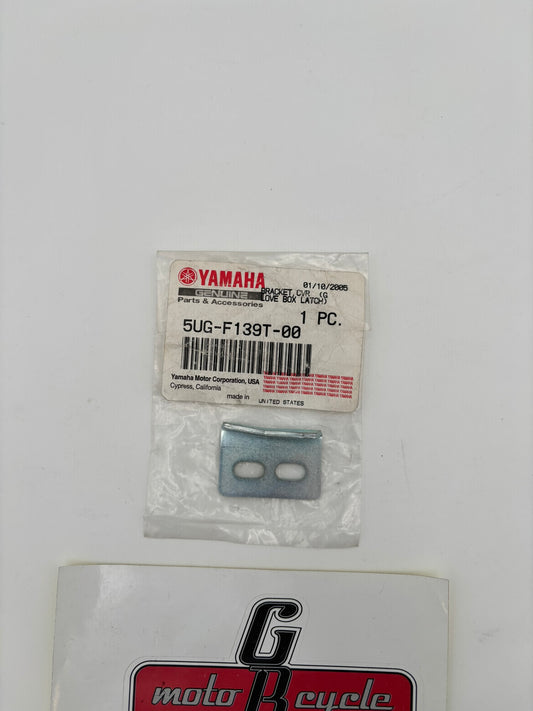 YAMAHA
01/10/2005
GENUINE
BRACKET,CVR (G
LOVE BOX LATCH)
Parts & Accessories
1 PC.
5UG-F139T-00
Yamaha Motor Corporation, USA
Cypress, California
made in
UNITED STATES
GR
moto cycle